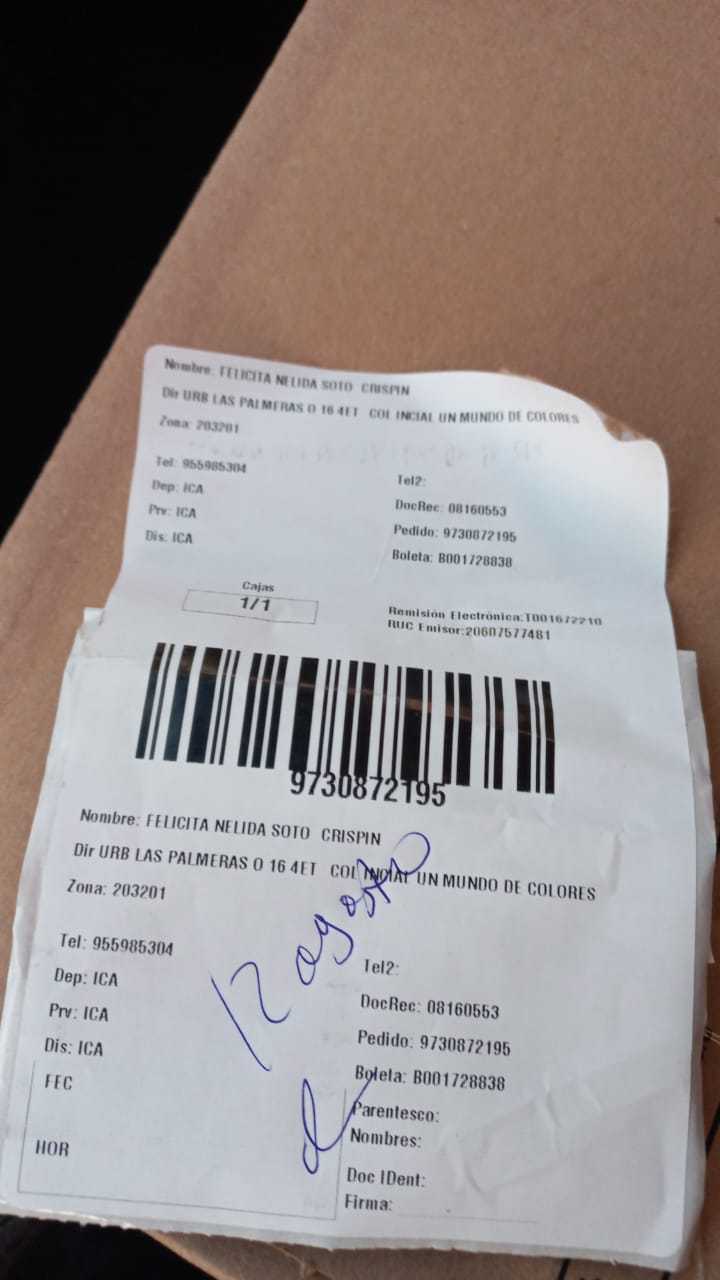 Nombre: FELICITA NELIDA SOTO CRISPIN
Dir URB LAS PALMERAS O 16 4ET COL INCIAL UN MUNDO DE COLORES
Zona: 203201
Tel: 955985304
Tel2:
Dep: ICA
DocRec: 08160553
Prv: ICA
Pedido: 9730872195
Dis: ICA
Boleta: B001728838
Cajas
1/1
Remisión Electrónica:T001672210
RUC Emisor:20607577481
9730872195
Nombre: FELICITA NELIDA SOTO CRISPIN
Dir URB LAS PALMERAS O 16 4ET COL INCIAL UN MUNDO DE COLORES
Zona: 203201
12 agosto
Tel: 955985304
Tel2:
Dep: ICA
DocRec: 08160553
Prv: ICA
Pedido: 9730872195
Dis: ICA
Boleta: B001728838
FEC
Parentesco:
Nombres:
HOR
Doc IDent:
Firma: